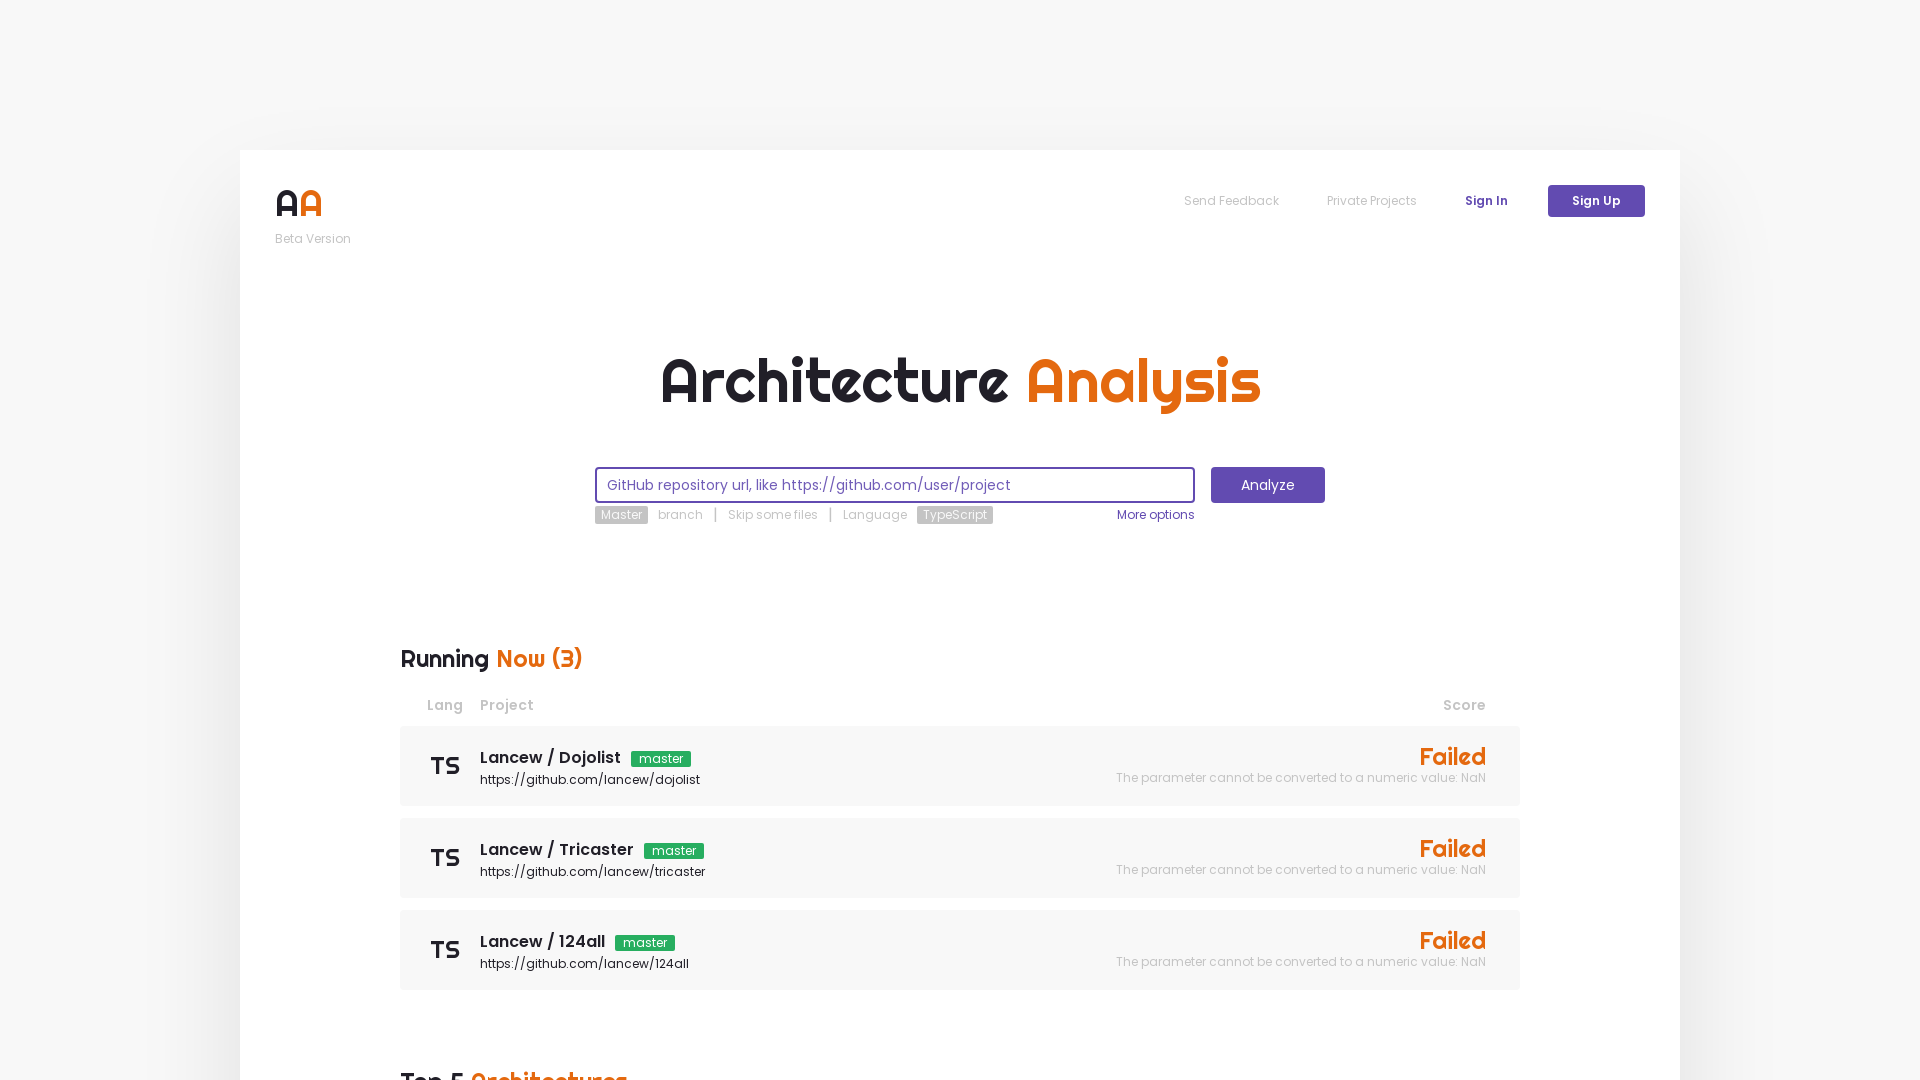 AA
Beta Version
Send Feedback Private Projects Sign In Sign Up
Architecture Analysis
GitHub repository url, like https://github.com/user/project Analyze
Master branch | Skip some files | Language TypeScript More options
Running Now (3)
Lang Project Score
TS Lancew / Dojolist master Failed
https://github.com/lancew/dojolist The parameter cannot be converted to a numeric value: NaN
TS Lancew / Tricaster master Failed
https://github.com/lancew/tricaster The parameter cannot be converted to a numeric value: NaN
TS Lancew / 124all master Failed
https://github.com/lancew/124all The parameter cannot be converted to a numeric value: NaN
Top 5 Architectures